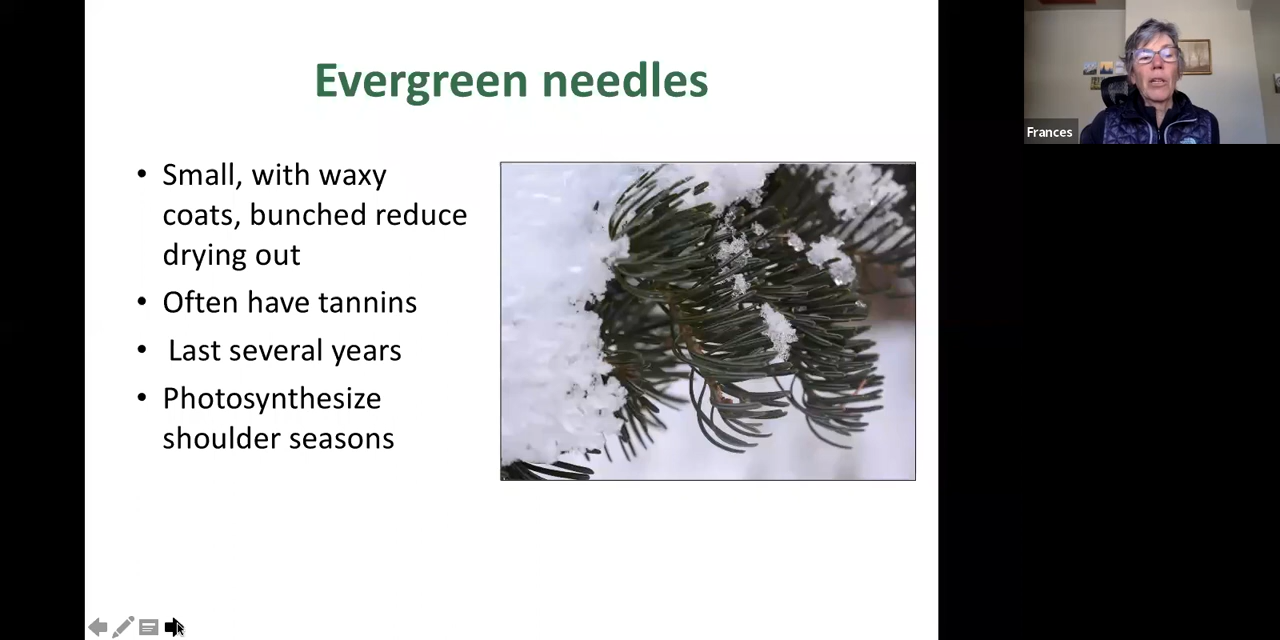 Evergreen needles
• Small, with waxy
coats, bunched reduce
drying out
• Often have tannins
• Last several years
• Photosynthesize
shoulder seasons
Frances